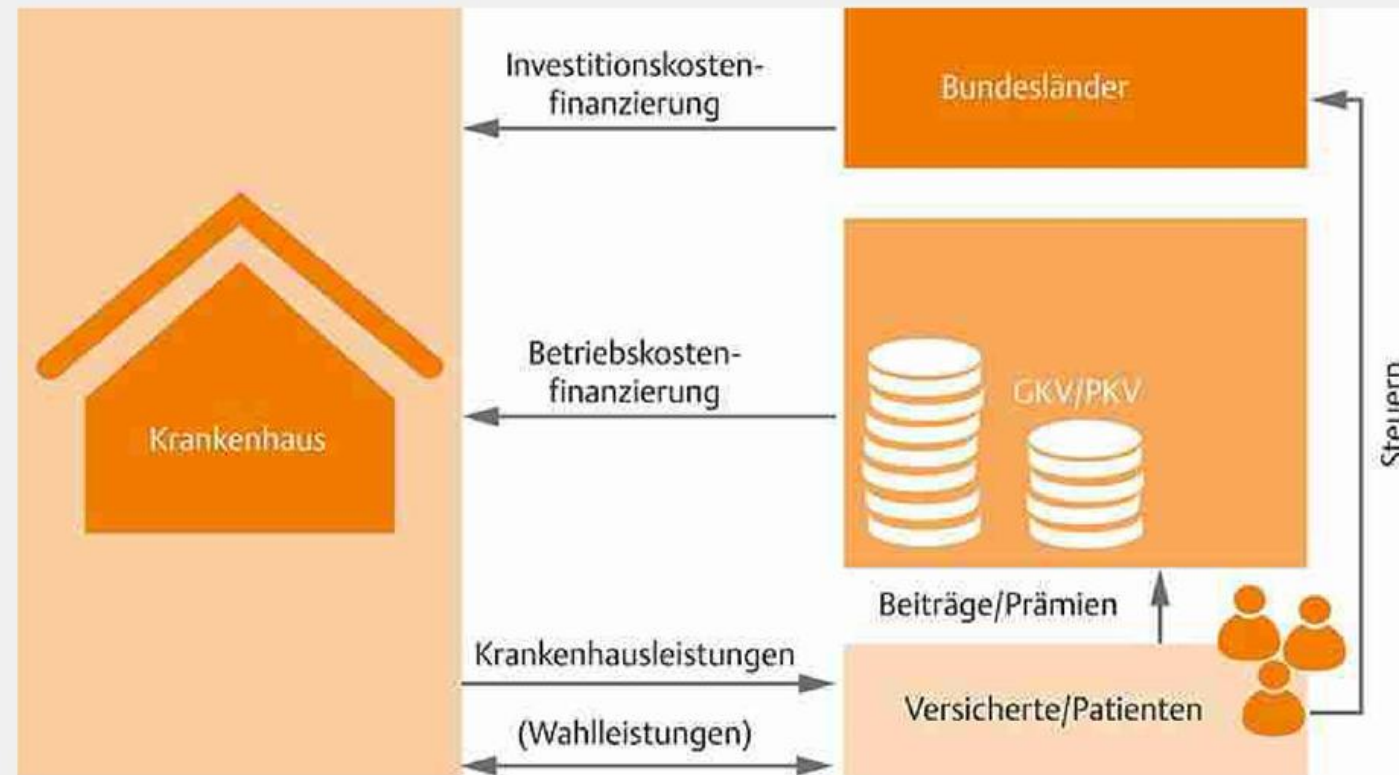 Investitionskosten-
finanzierung
Bundesländer
Betriebskosten-
finanzierung
GKV/PKV
Krankenhaus
Steuern
Beiträge/Prämien
Krankenhausleistungen
Versicherte/Patienten
(Wahlleistungen)